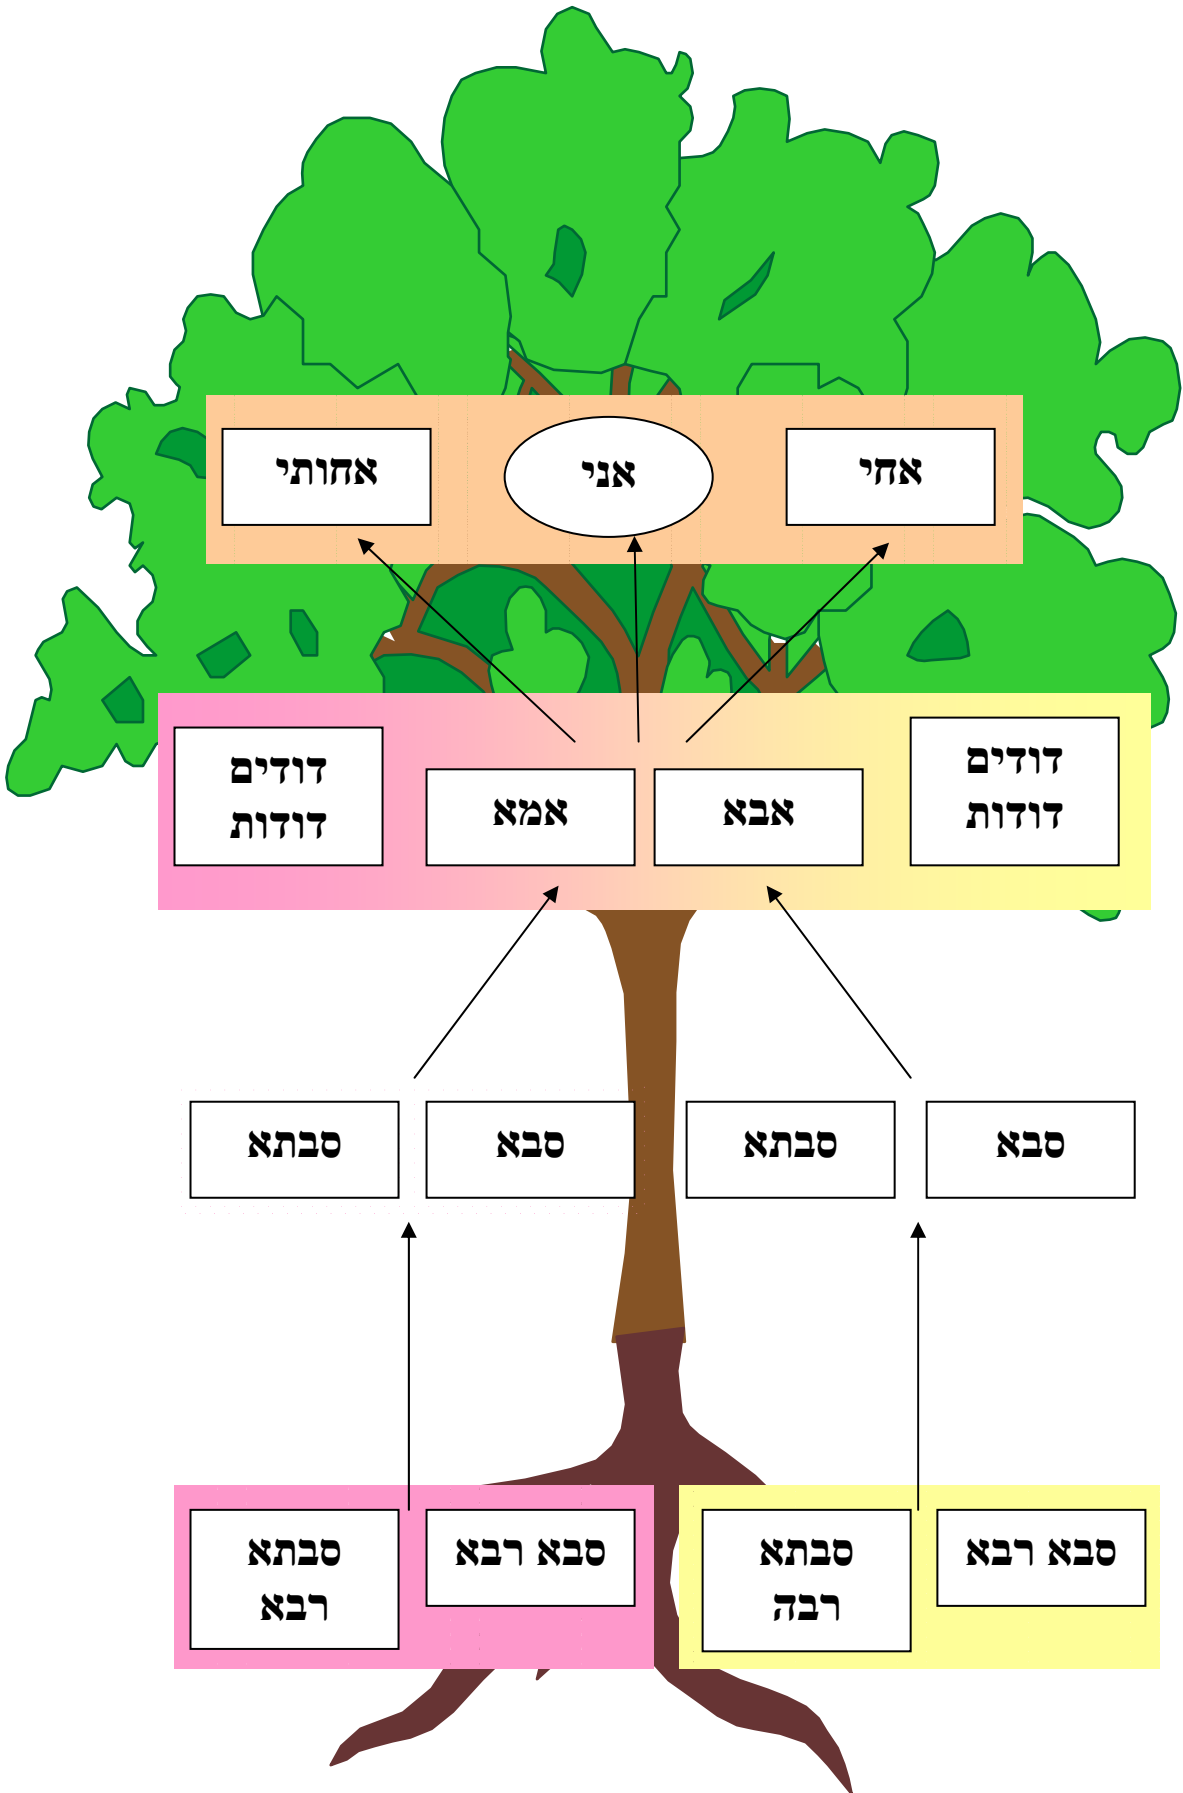 אחי
אני
אחותי
דודים
דודות
אבא
אמא
דודים
דודות
סבא
סבתא
סבא
סבתא
סבא רבא
סבתא
רבה
סבא רבא
סבתא
רבא